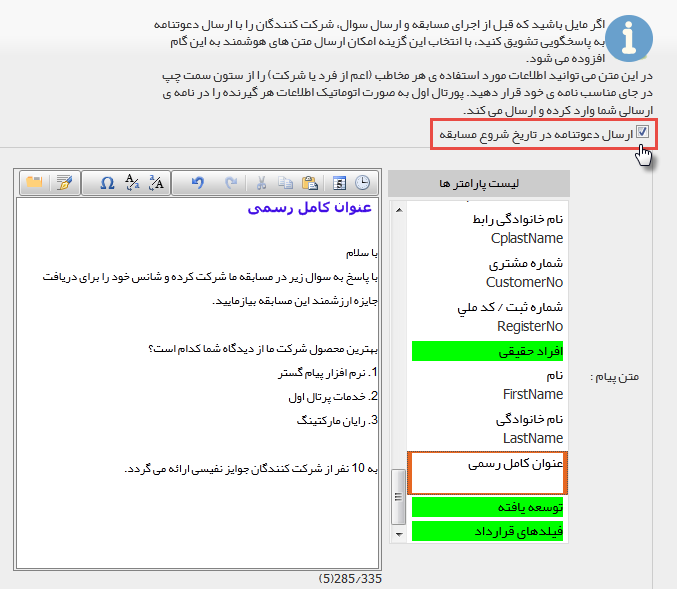 اگر مایل باشید که قبل از اجرای مسابقه و ارسال سوال، شرکت کنندگان را با ارسال دعوتنامه
به پاسخگویی تشویق کنید، با انتخاب این گزینه امکان ارسال متن های هوشمند به این گام
افزوده می شود.
در این متن می توانید اطلاعات مورد استفاده ی هر مخاطب (اعم از فرد یا شرکت) را از ستون سمت چپ
در جای مناسب نامه ی خود قرار دهید. پورتال اول به صورت اتوماتیک اطلاعات هر گیرنده را در نامه ی
ارسالی شما وارد کرده و ارسال می کند.
ارسال دعوتنامه در تاریخ شروع مسابقه
لیست پارامتر ها
نام خانوادگی رابط
CplastName
شماره مشتری
CustomerNo
شماره ثبت / کد ملي
RegisterNo
افراد حقیقی
نام
FirstName
نام خانوادگی
LastName
عنوان کامل رسمی
توسعه یافته
فیلدهای قرارداد
متن پیام :
عنوان کامل رسمی
با سلام
با پاسخ به سوال زیر در مسابقه ما شرکت کرده و شانس خود را برای دریافت
جایزه ارزشمند این مسابقه بیازمایید.
بهترین محصول شرکت ما از دیدگاه شما کدام است؟
1. نرم افزار پیام گستر
2. خدمات پرتال اول
3. رایان مارکتینگ
به 10 نفر از شرکت کنندگان جوایز نفیسی ارائه می گردد.
(5)285/335